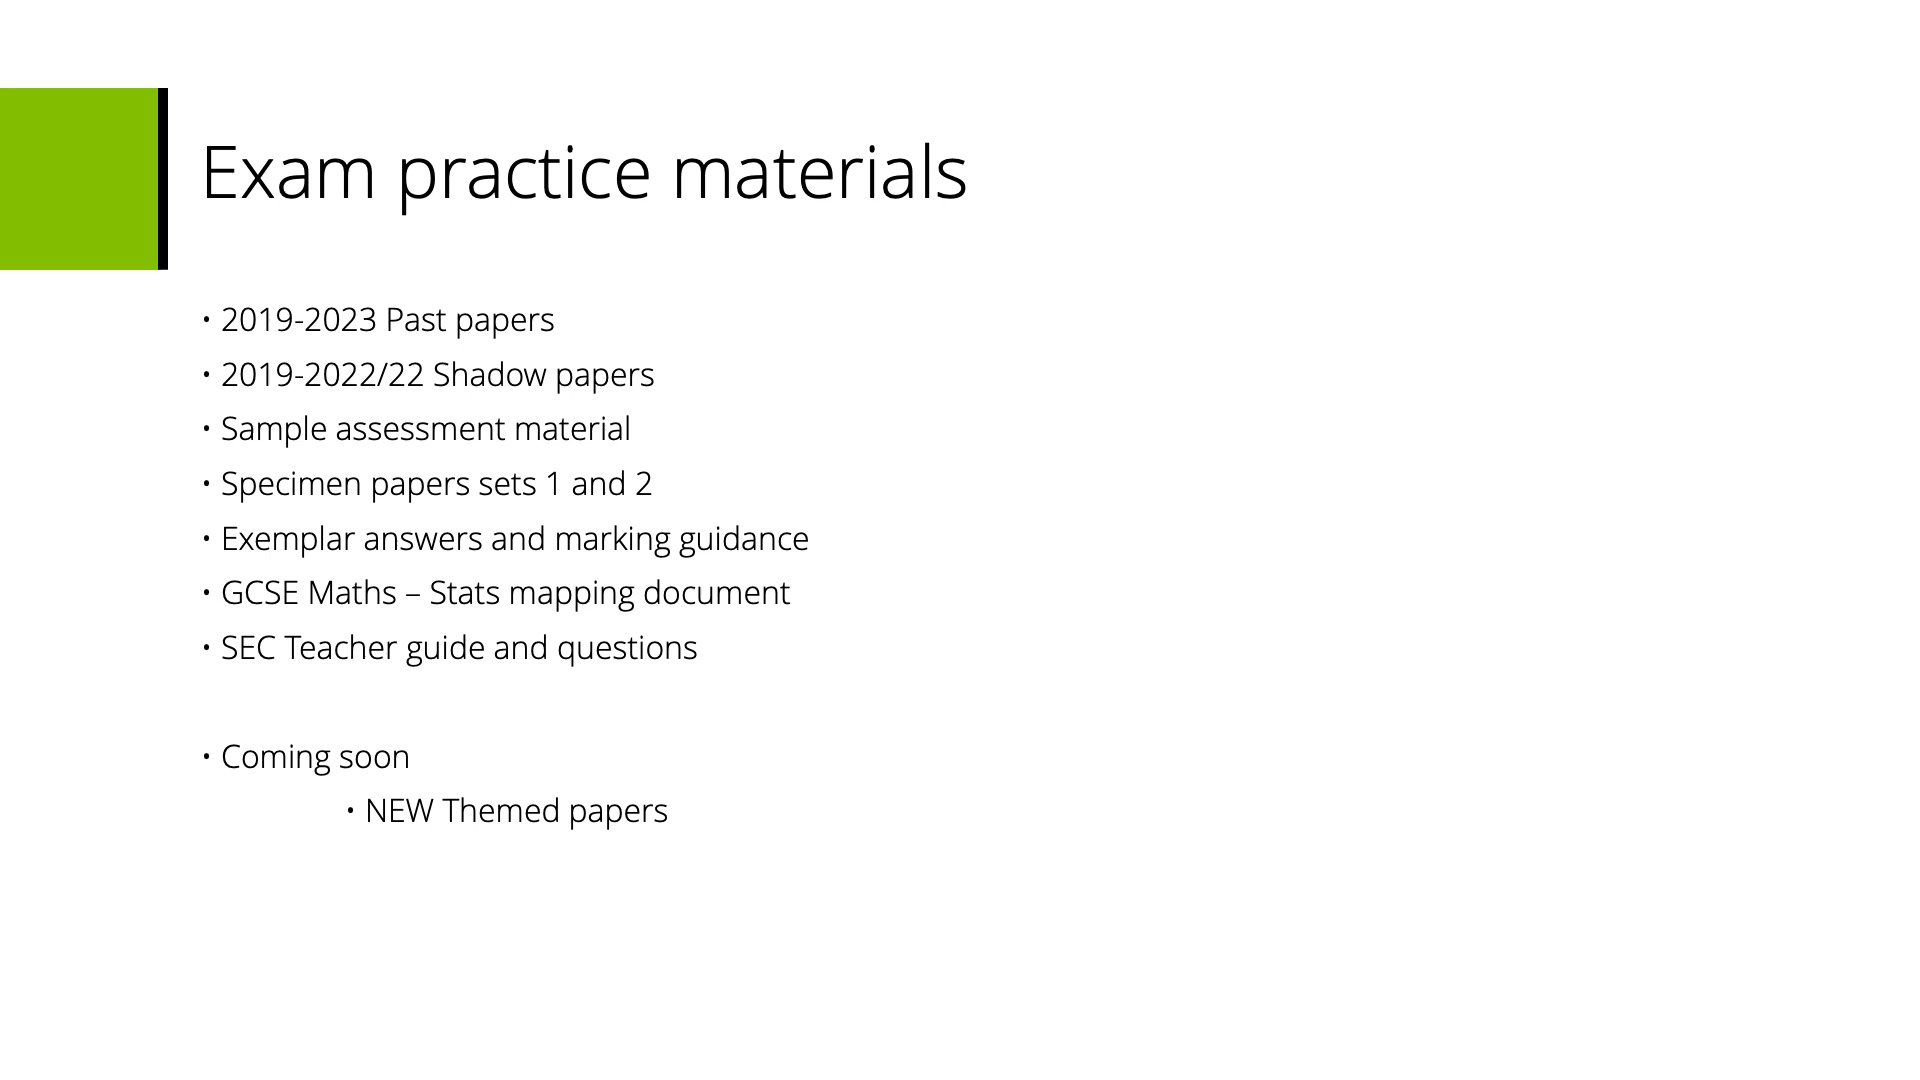 Exam practice materials
• 2019-2023 Past papers
• 2019-2022/22 Shadow papers
• Sample assessment material
• Specimen papers sets 1 and 2
• Exemplar answers and marking guidance
• GCSE Maths – Stats mapping document
• SEC Teacher guide and questions
• Coming soon
• NEW Themed papers